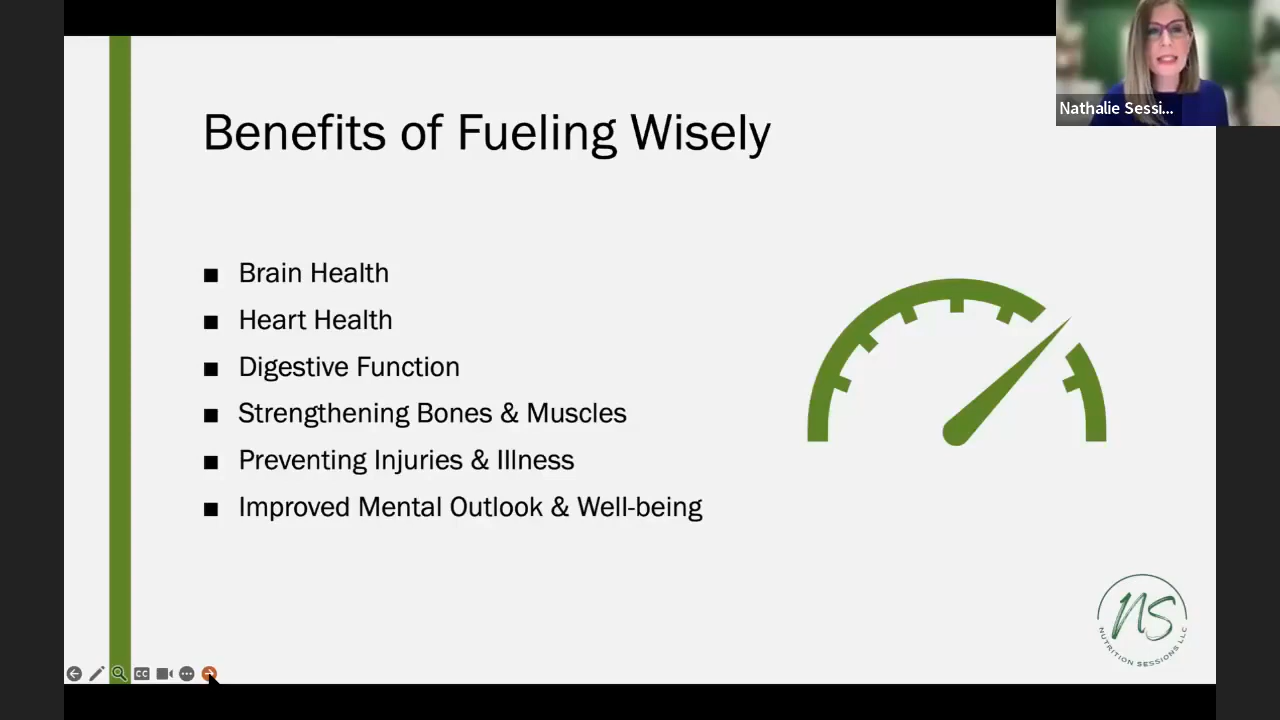 Nathalie Sessi...
Benefits of Fueling Wisely
■ Brain Health
■ Heart Health
■ Digestive Function
■ Strengthening Bones & Muscles
■ Preventing Injuries & Illness
■ Improved Mental Outlook & Well-being
NS
NUTRITION SESSIONS LLC
CC